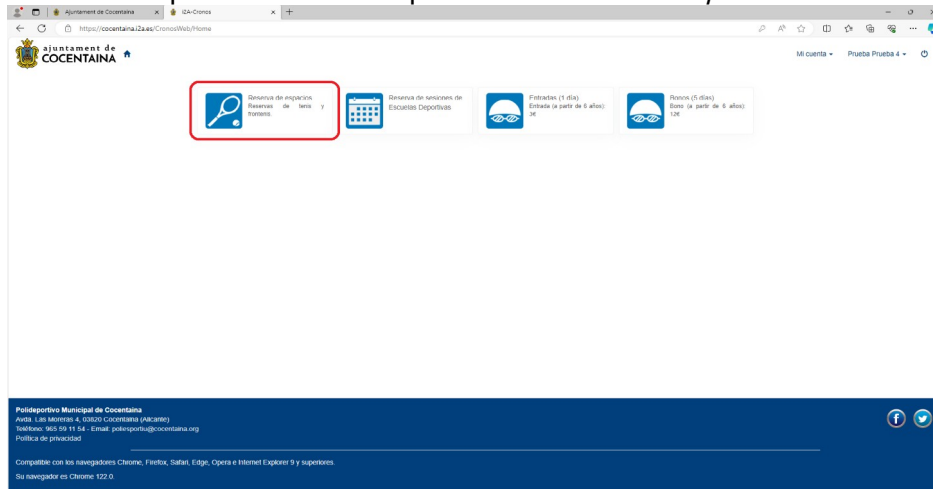 Ajuntament de Cocentaina
i2A-Cronos
https://cocentaina.i2a.es/CronosWeb/Home
ajuntament de
COCENTAINA
Mi cuenta
Prueba Prueba 4
Reserva de espacios
Reservas de tenis y
frontenis.
Reserva de sesiones de
Escuelas Deportivas
Entradas (1 día)
Entrada (a partir de 6 años):
3€
Bonos (5 días)
Bono (a partir de 6 años):
12€
Polideportivo Municipal de Cocentaina
Avda. Las Moreras 4, 03820 Cocentaina (Alicante)
Teléfono: 965 59 11 54 - Email: poliesportiu@cocentaina.org
Política de privacidad
Compatible con los navegadores Chrome, Firefox, Safari, Edge, Opera e Internet Explorer 9 y superiores.
Su navegador es Chrome 122.0.